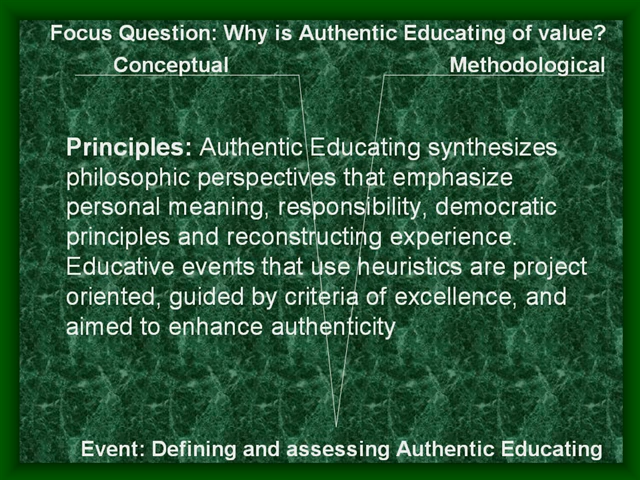 Focus Question: Why is Authentic Educating of value?
Conceptual Methodological
Principles: Authentic Educating synthesizes
philosophic perspectives that emphasize
personal meaning, responsibility, democratic
principles and reconstructing experience.
Educative events that use heuristics are project
oriented, guided by criteria of excellence, and
aimed to enhance authenticity
Event: Defining and assessing Authentic Educating